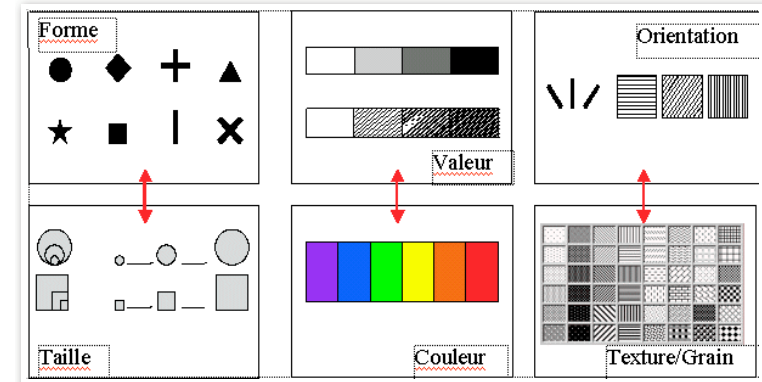 Forme
Valeur
Orientation
Taille
Couleur
Texture/Grain